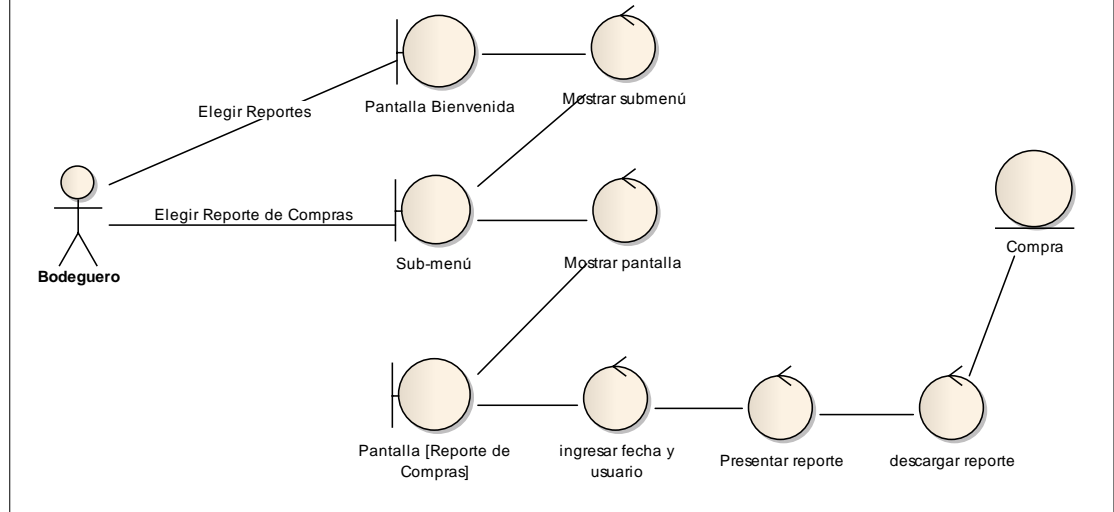 Pantalla Bienvenida
Mostrar submenú
Elegir Reportes
Elegir Reporte de Compras
Bodeguero
Sub-menú
Mostrar pantalla
Compra
Pantalla [Reporte de
Compras]
ingresar fecha y
usuario
Presentar reporte
descargar reporte